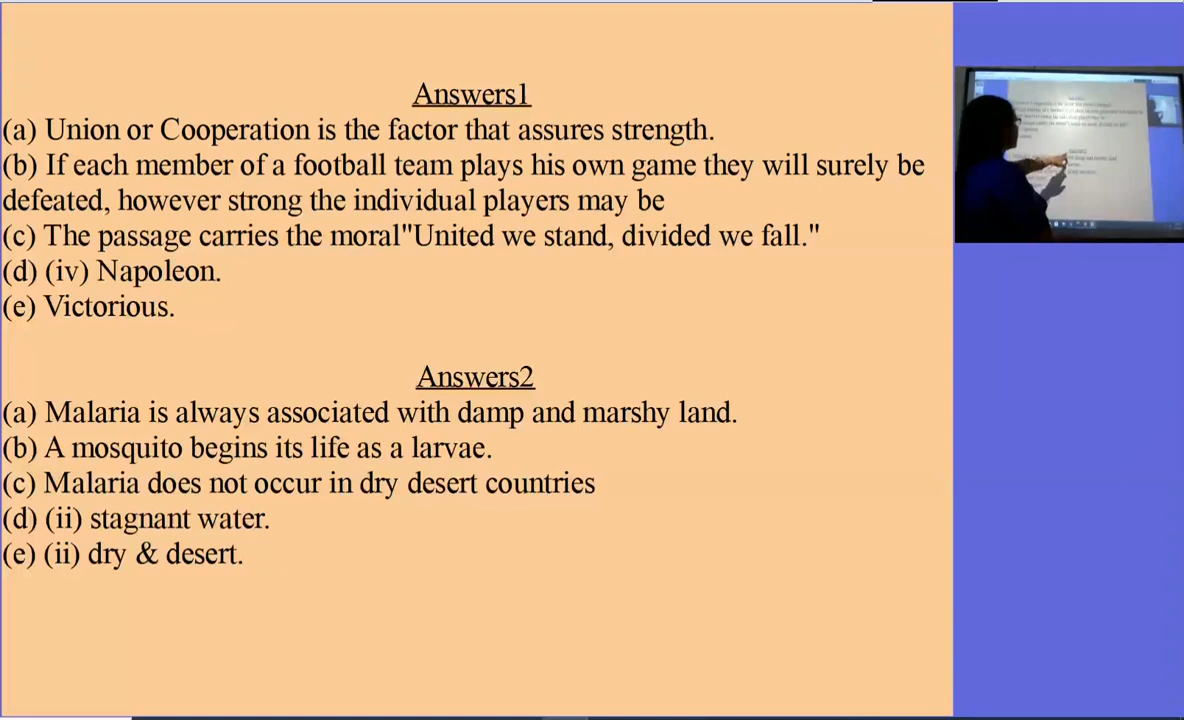 Answers1
(a) Union or Cooperation is the factor that assures strength.
(b) If each member of a football team plays his own game they will surely be
defeated, however strong the individual players may be
(c) The passage carries the moral"United we stand, divided we fall."
(d) (iv) Napoleon.
(e) Victorious.
Answers2
(a) Malaria is always associated with damp and marshy land.
(b) A mosquito begins its life as a larvae.
(c) Malaria does not occur in dry desert countries
(d) (ii) stagnant water.
(e) (ii) dry & desert.